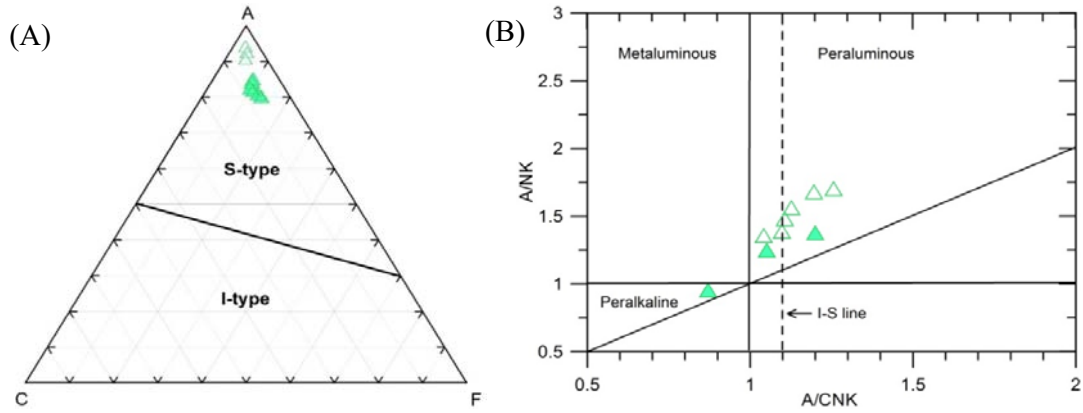 (A)
A
S-type
I-type
C
F
(B)
3
2.5
2
1.5
1
0.5
A/NK
Metaluminous
Peraluminous
Peralkaline
I-S line
0.5
1
1.5
2
A/CNK